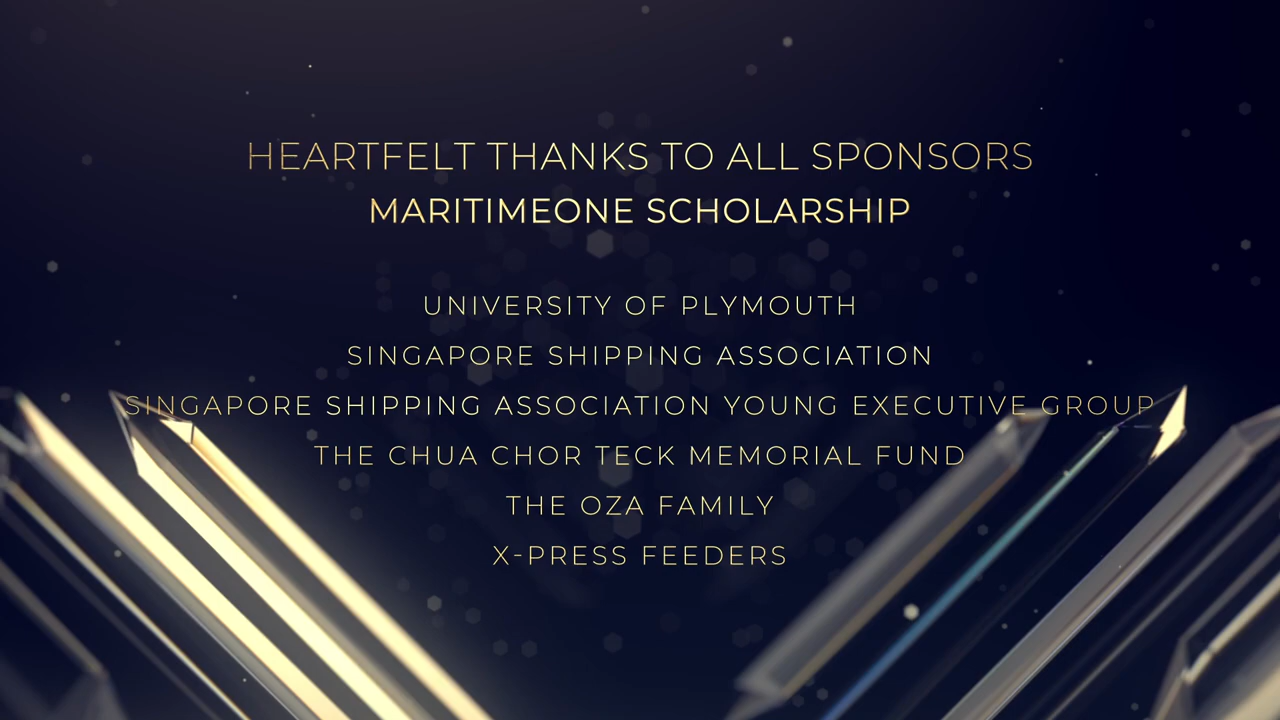 HEARTFELT THANKS TO ALL SPONSORS
MARITIMEONE SCHOLARSHIP
UNIVERSITY OF PLYMOUTH
SINGAPORE SHIPPING ASSOCIATION
SINGAPORE SHIPPING ASSOCIATION YOUNG EXECUTIVE GROUP
THE CHUA CHOR TECK MEMORIAL FUND
THE OZA FAMILY
X-PRESS FEEDERS